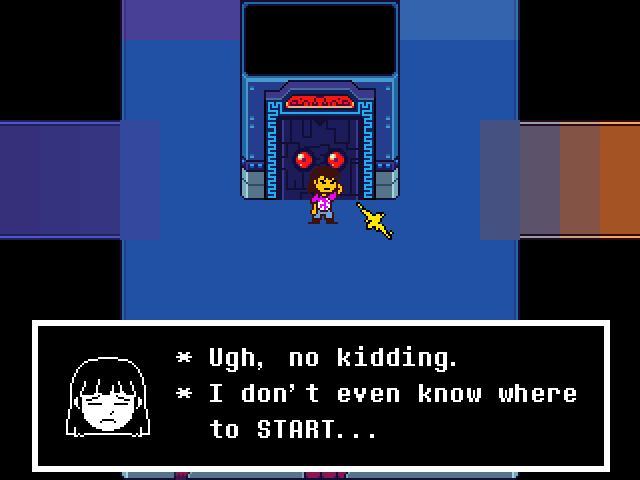 * Ugh, no kidding.
* I don't even know where
to START...